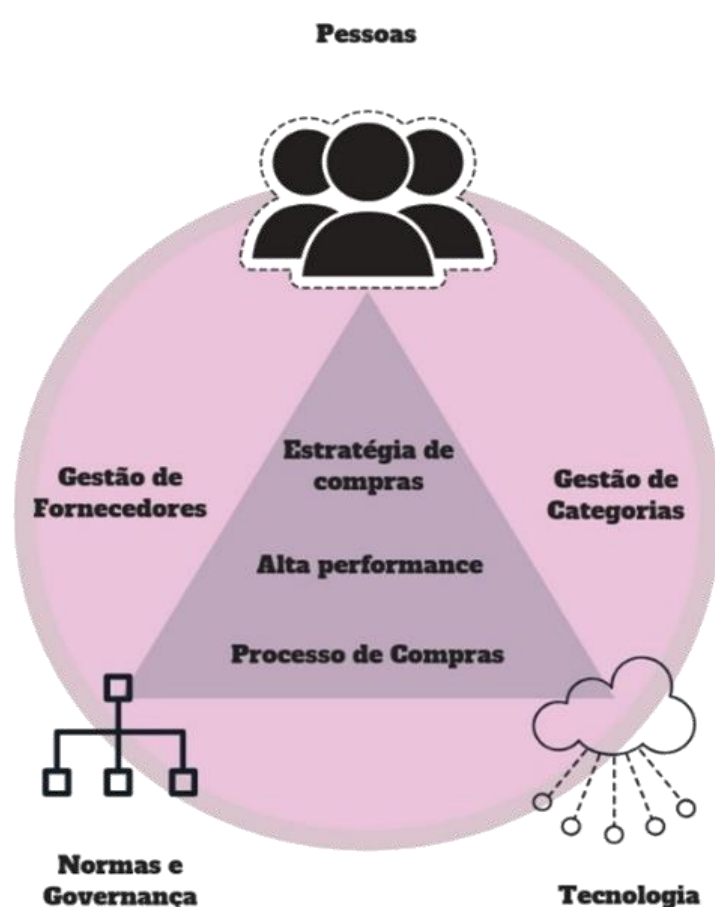 Pessoas
Estratégia de
compras
Gestão de
Fornecedores
Gestão de
Categorias
Alta performance
Processo de Compras
Normas e
Governança
Tecnologia